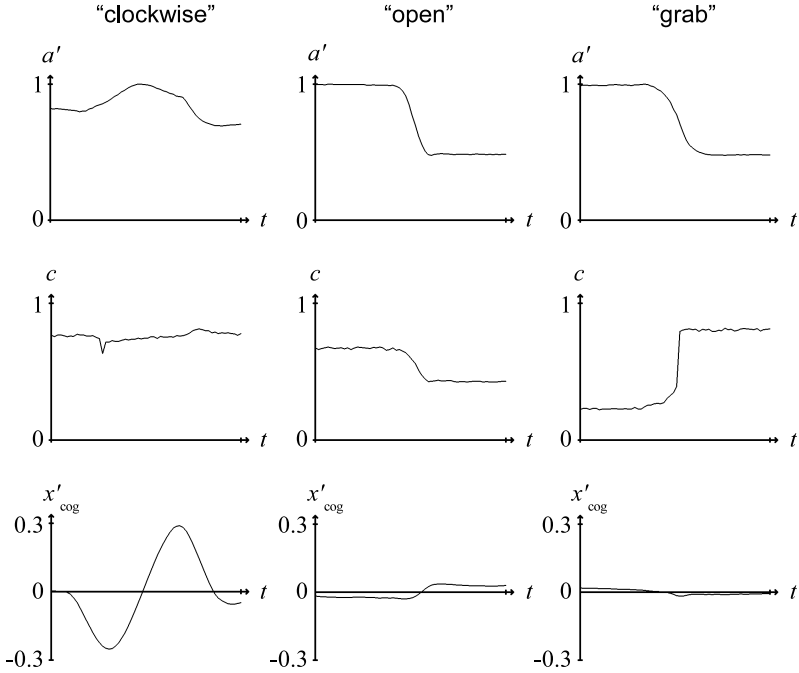 “clockwise” “open” “grab”
a′ a′ a′
1 1 1
0 t 0 t 0 t
c c c
1 1 1
0 t 0 t 0 t
x′cog x′cog x′cog
0.3 0.3 0.3
0 t 0 t 0 t
-0.3 -0.3 -0.3